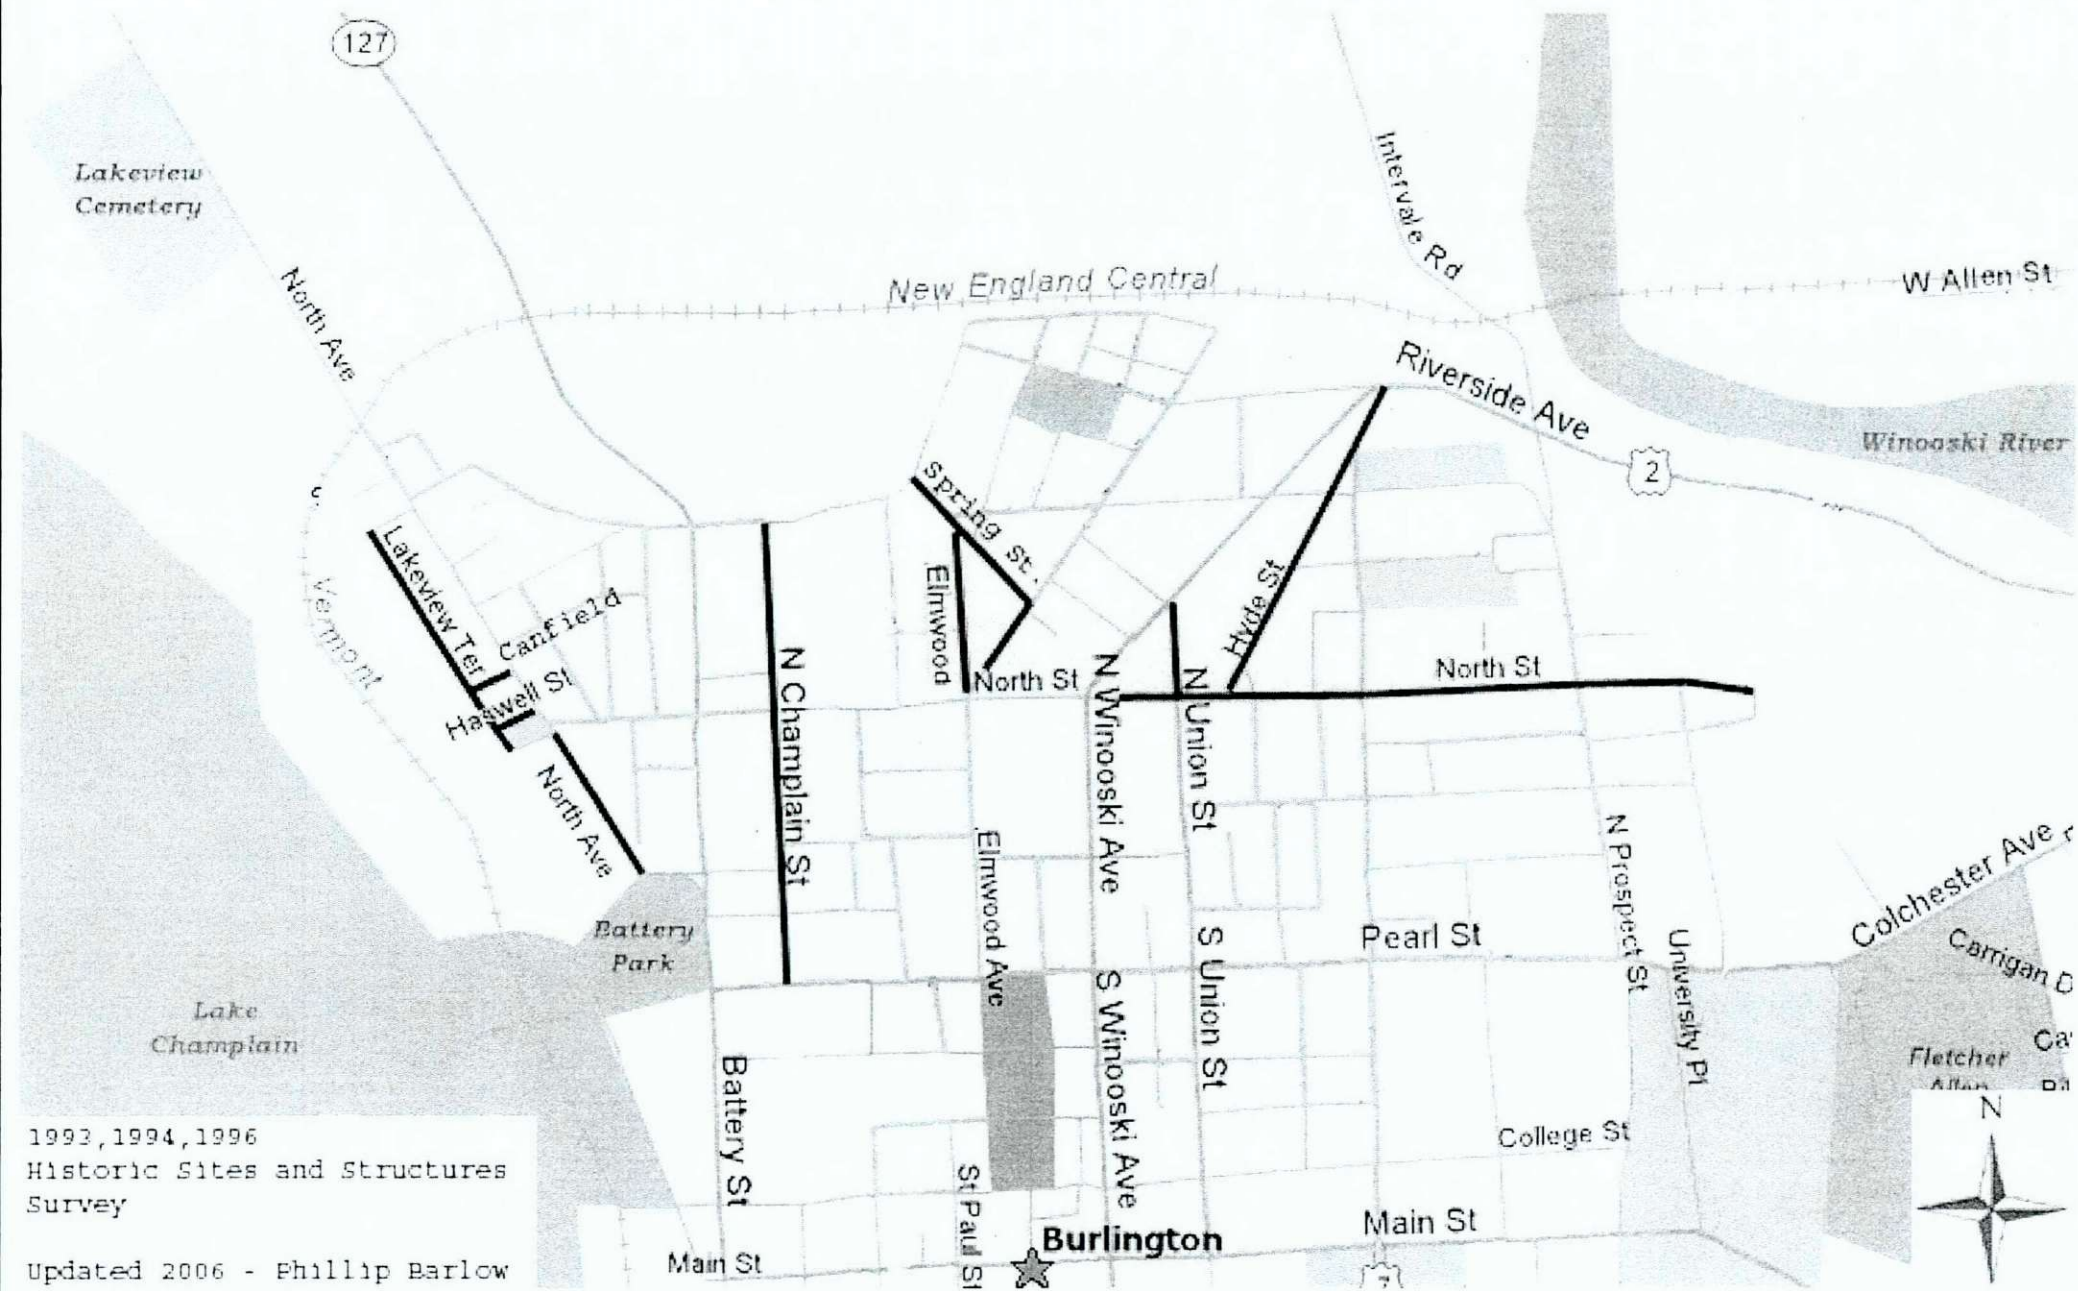 127
Lakeview
Cemetery
North Ave
Intervale Rd
New England Central
W Allen St
Riverside Ave
Winooski River
2
Spring St.
Lakeview Ter
Canfield
Elmwood
Hyde St
Vermont
Haswell St
North St
North St
N Champlain St
N Winooski Ave
N Union St
North Ave
N Prospect St
Elmwood Ave
Colchester Ave
Battery
Park
Pearl St
S Union St
University Pl
Carrigan D
Lake
Champlain
S Winooski Ave
Battery St
Fletcher
Allen
Ca
N
College St
1993,1994,1996
Historic Sites and Structures
Survey
St Paul St
Main St
Burlington
Main St
7
Updated 2006 - Phillip Barlow